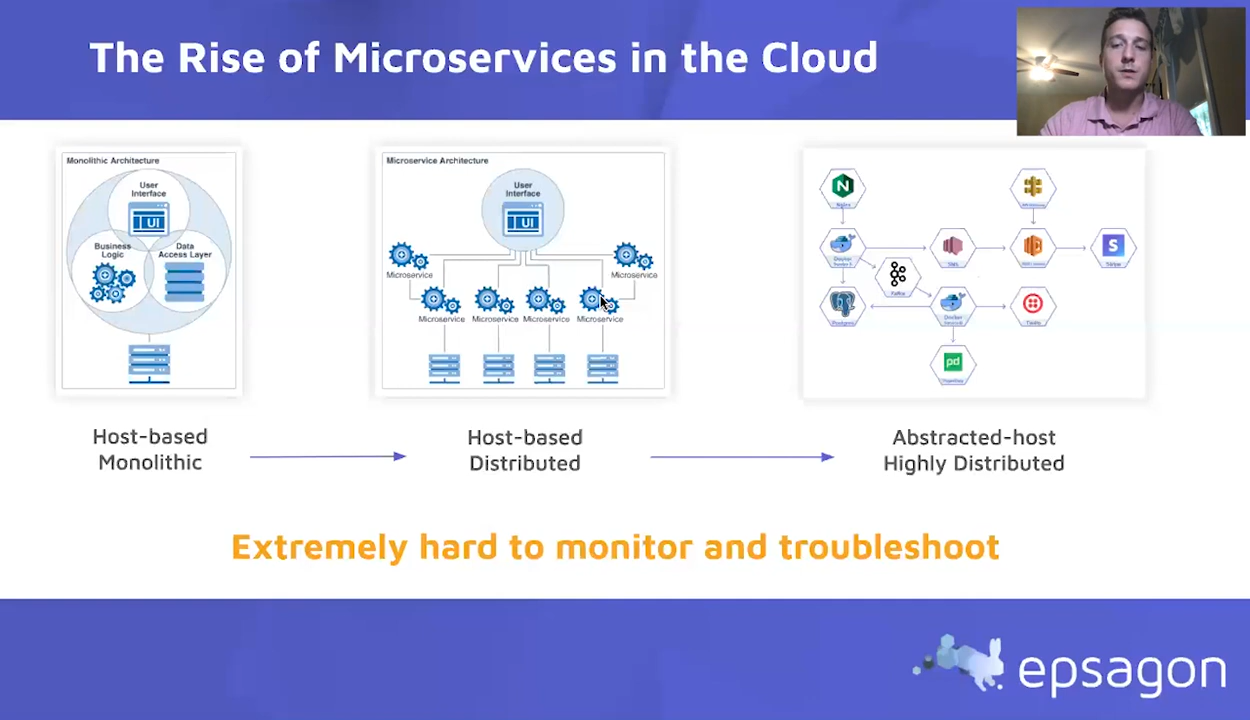 The Rise of Microservices in the Cloud
Monolithic Architecture
User
Interface
UI
Business
Logic
Data
Access Layer
Microservice Architecture
User
Interface
UI
Microservice
Microservice
Microservice
Microservice
Microservice
Microservice
N
S
pd
Host-based
Monolithic
Host-based
Distributed
Abstracted-host
Highly Distributed
Extremely hard to monitor and troubleshoot
epsagon